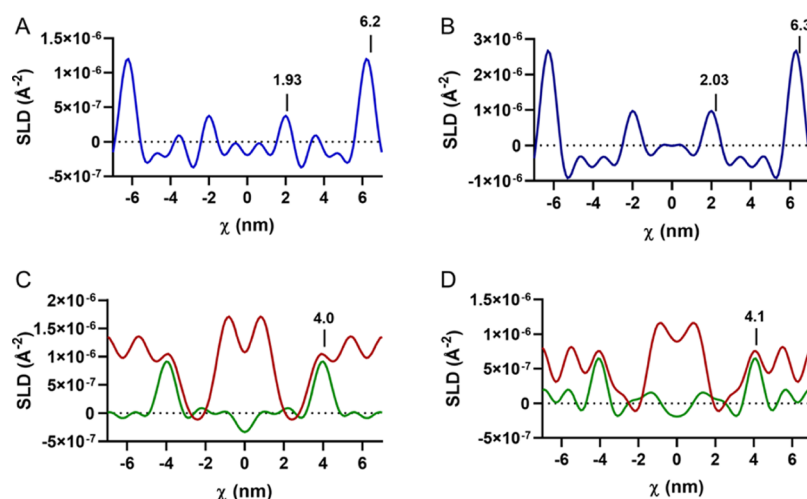 A
6.2
1.5×10⁻⁶
1×10⁻⁶
5×10⁻⁷
0
-5×10⁻⁷
SLD (Å⁻²)
1.93
-6 -4 -2 0 2 4 6
χ (nm)
B
6.3
3×10⁻⁶
2×10⁻⁶
1×10⁻⁶
0
-1×10⁻⁶
SLD (Å⁻²)
2.03
-6 -4 -2 0 2 4 6
χ (nm)
C
2×10⁻⁶
1.5×10⁻⁶
1×10⁻⁶
5×10⁻⁷
0
-5×10⁻⁷
SLD (Å⁻²)
4.0
-6 -4 -2 0 2 4 6
χ (nm)
D
1.5×10⁻⁶
1×10⁻⁶
5×10⁻⁷
0
-5×10⁻⁷
SLD (Å⁻²)
4.1
-6 -4 -2 0 2 4 6
χ (nm)